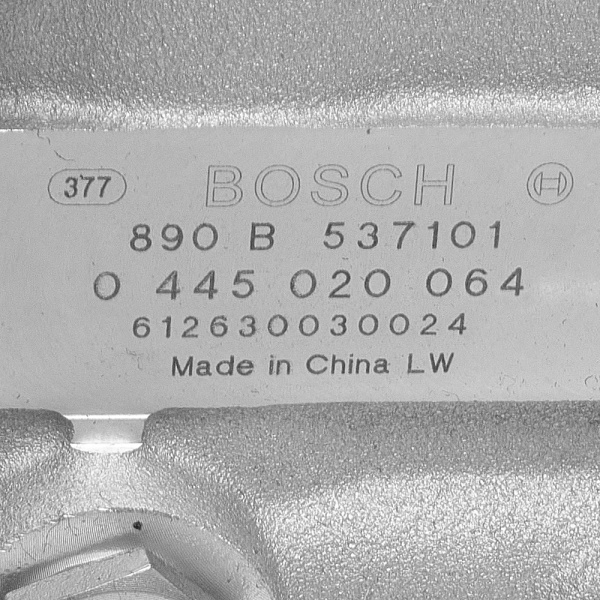 377 BOSCH
890 B 537101
0 445 020 064
612630030024
Made in China LW